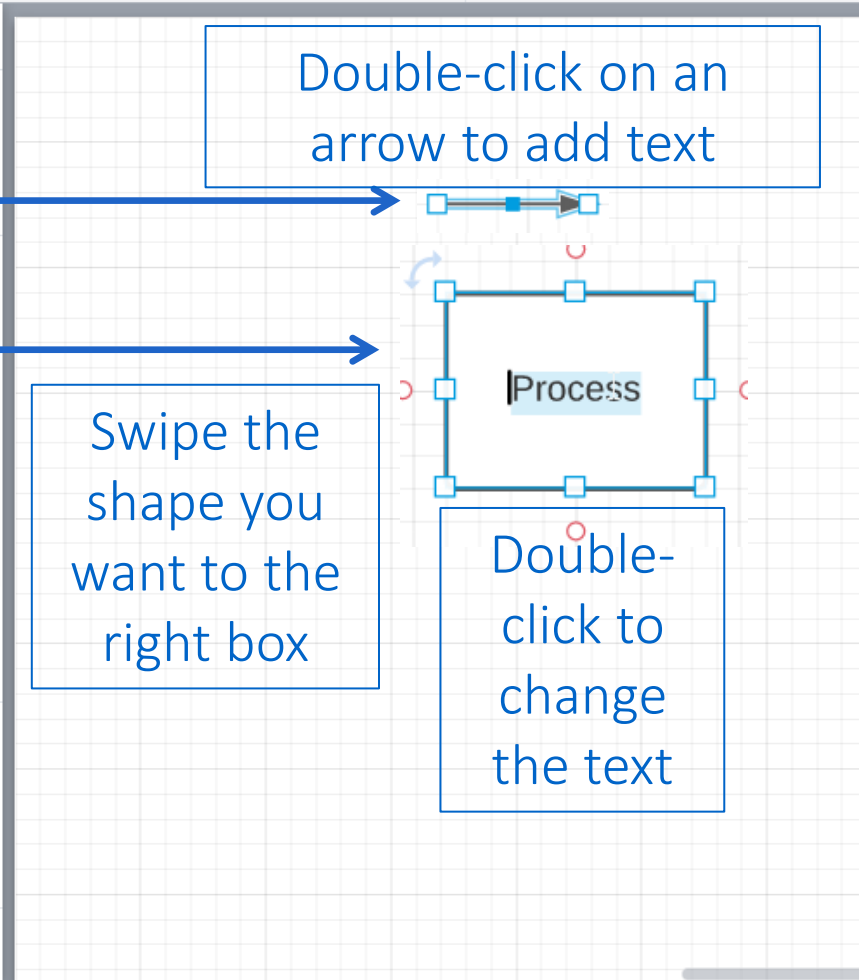 Double-click on an
arrow to add text
Process
Swipe the
shape you
want to the
right box
Double-
click to
change
the text